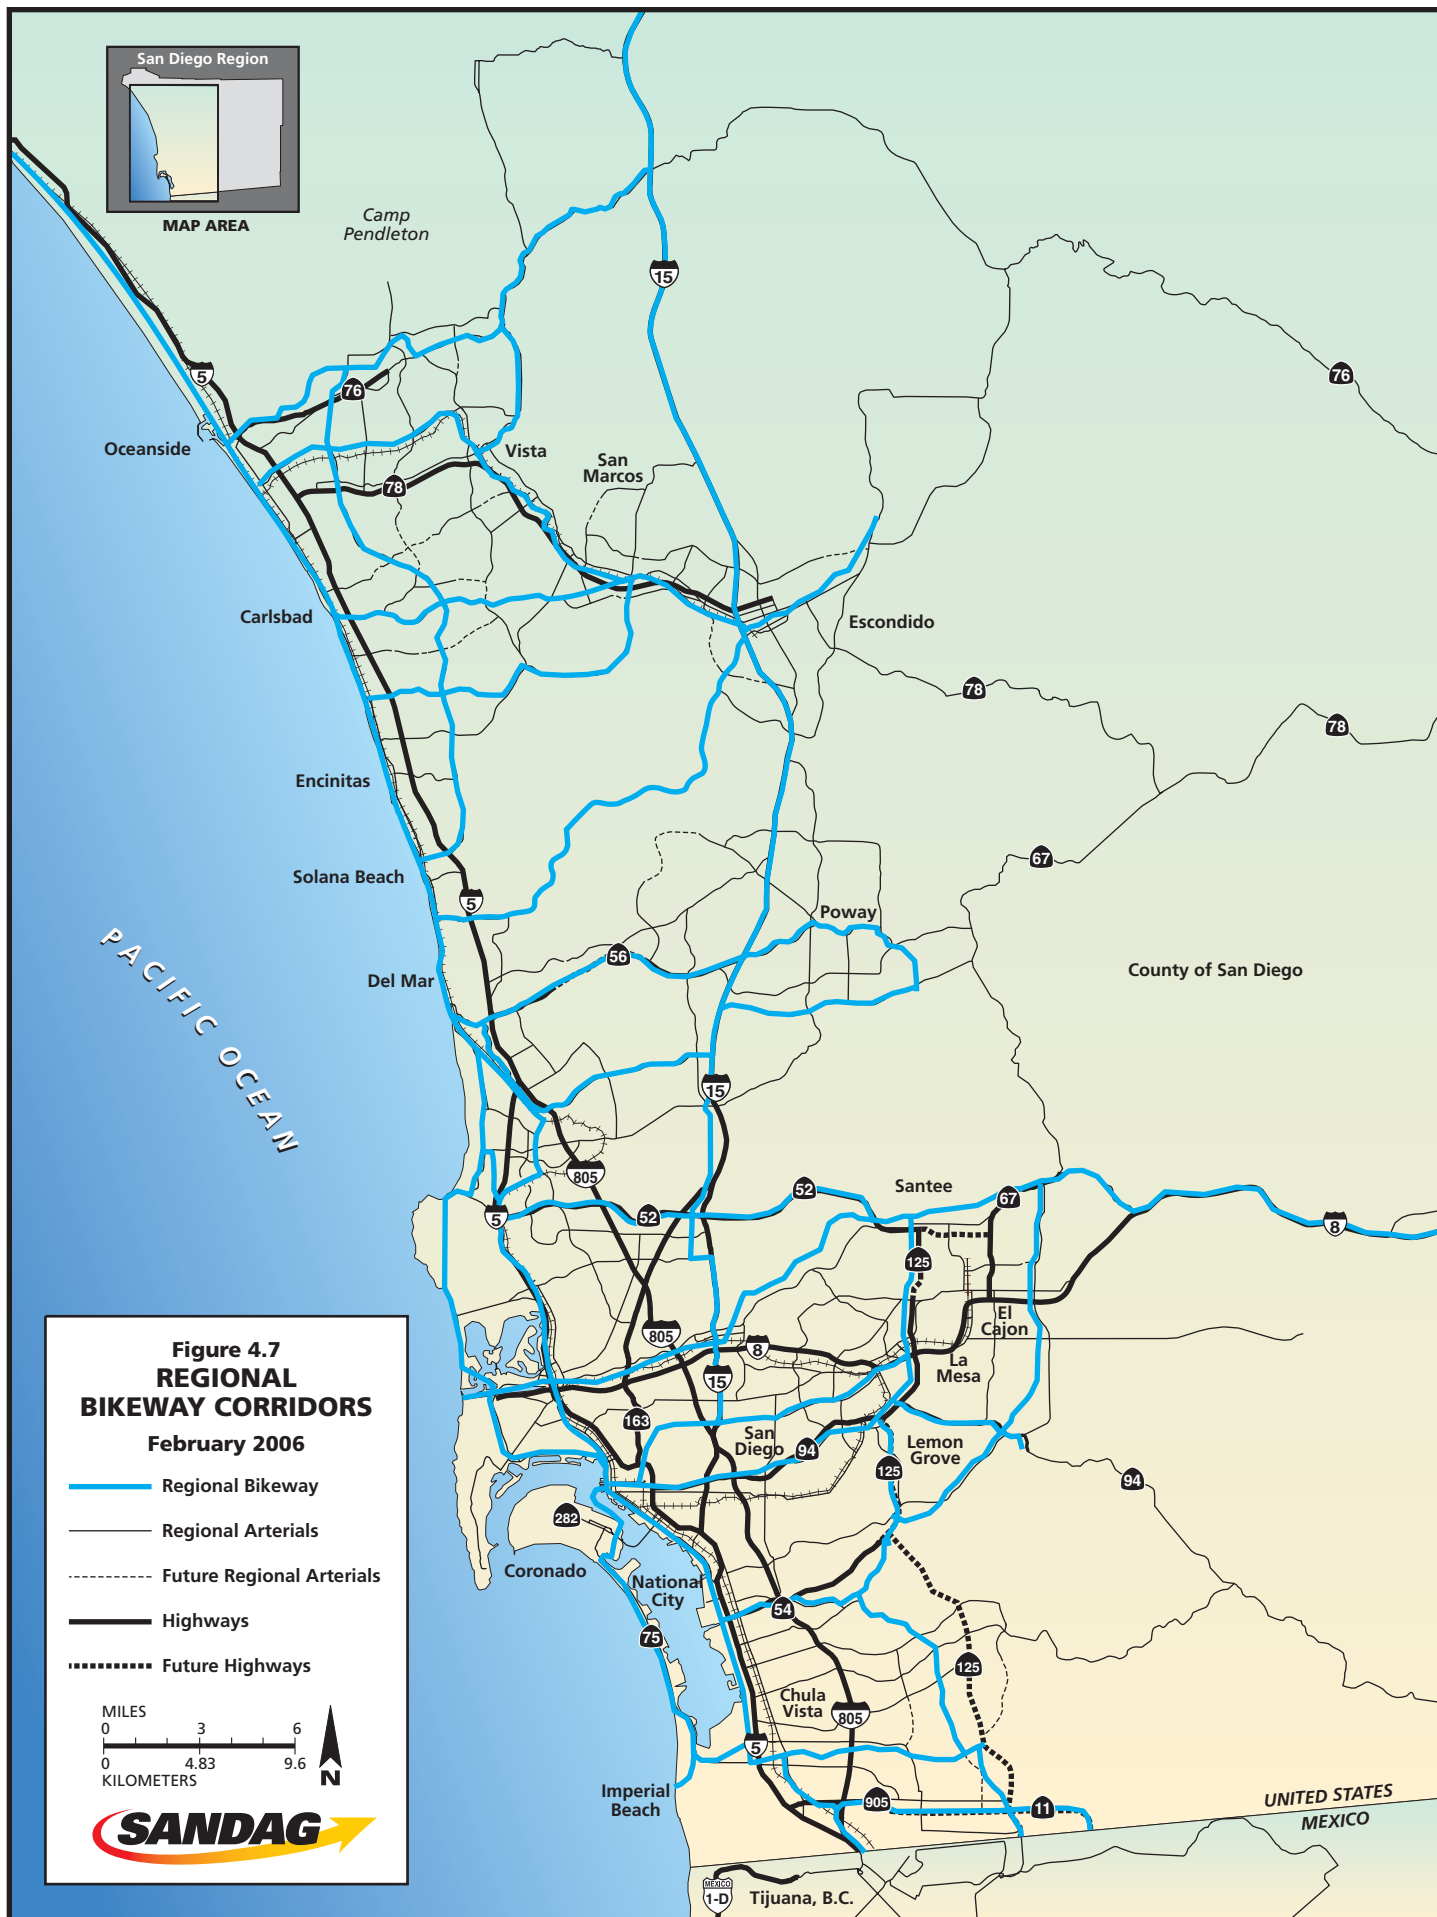 San Diego Region
MAP AREA
Camp
Pendleton
15
5
76
76
Oceanside
Vista
San
Marcos
78
Carlsbad
Escondido
78
78
Encinitas
67
Solana Beach
5
Poway
56
Del Mar
County of San Diego
PACIFIC OCEAN
15
805
52
Santee
67
5
52
8
125
El
Cajon
805
8
La
Mesa
15
163
San
Diego
94
Lemon
Grove
125
94
282
Coronado
National
City
54
75
125
Chula
Vista
805
5
Imperial
Beach
905
11
UNITED STATES
MEXICO
MEXICO
1-D
Tijuana, B.C.
Figure 4.7
REGIONAL
BIKEWAY CORRIDORS
February 2006
Regional Bikeway
Regional Arterials
Future Regional Arterials
Highways
Future Highways
MILES
0 3 6
0 4.83 9.6
KILOMETERS
N
SANDAG